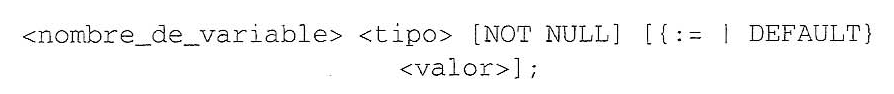 <nombre_de_variable> <tipo> [NOT NULL] [{:= | DEFAULT}
<valor>];